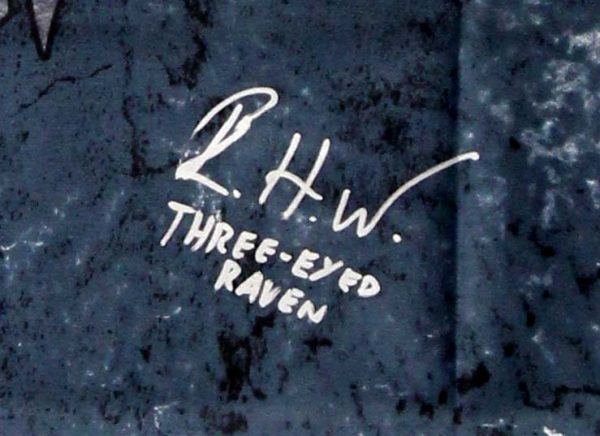 I. H. W.
THREE-EYED
RAVEN